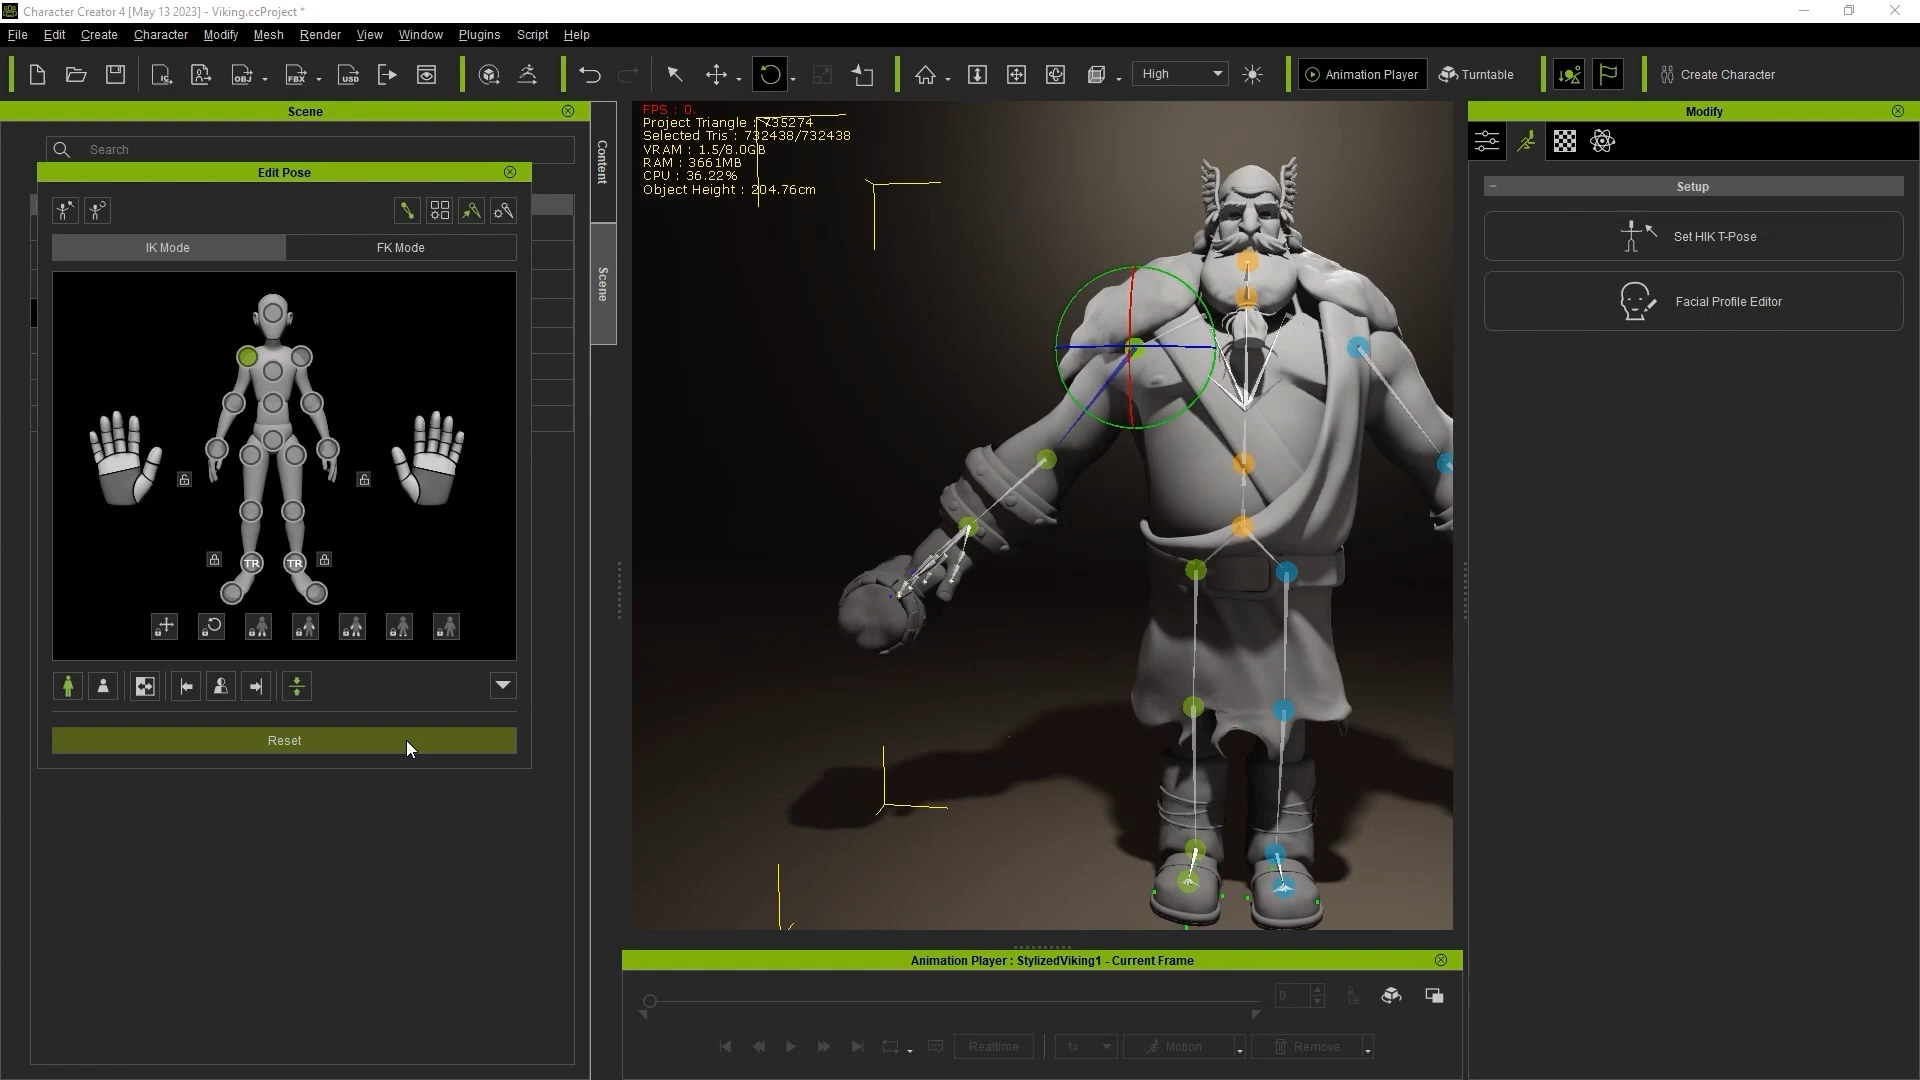 Character Creator 4 [May 13 2023] - Viking.ccProject *
File Edit Create Character Modify Mesh Render View Window Plugins Script Help
OBJ FBX USD High Animation Player Turntable Create Character
Scene
Search
Edit Pose
IK Mode FK Mode
TR TR
Reset
Content
Scene
FPS : 0.
Project Triangle : 735274
Selected Tris : 732438/732438
VRAM : 1.5/8.0GB
RAM : 3661MB
CPU : 36.22%
Object Height : 204.76cm
Modify
Setup
Set HIK T-Pose
Facial Profile Editor
Animation Player : StylizedViking1 - Current Frame
0
Realtime 1x Motion Remove